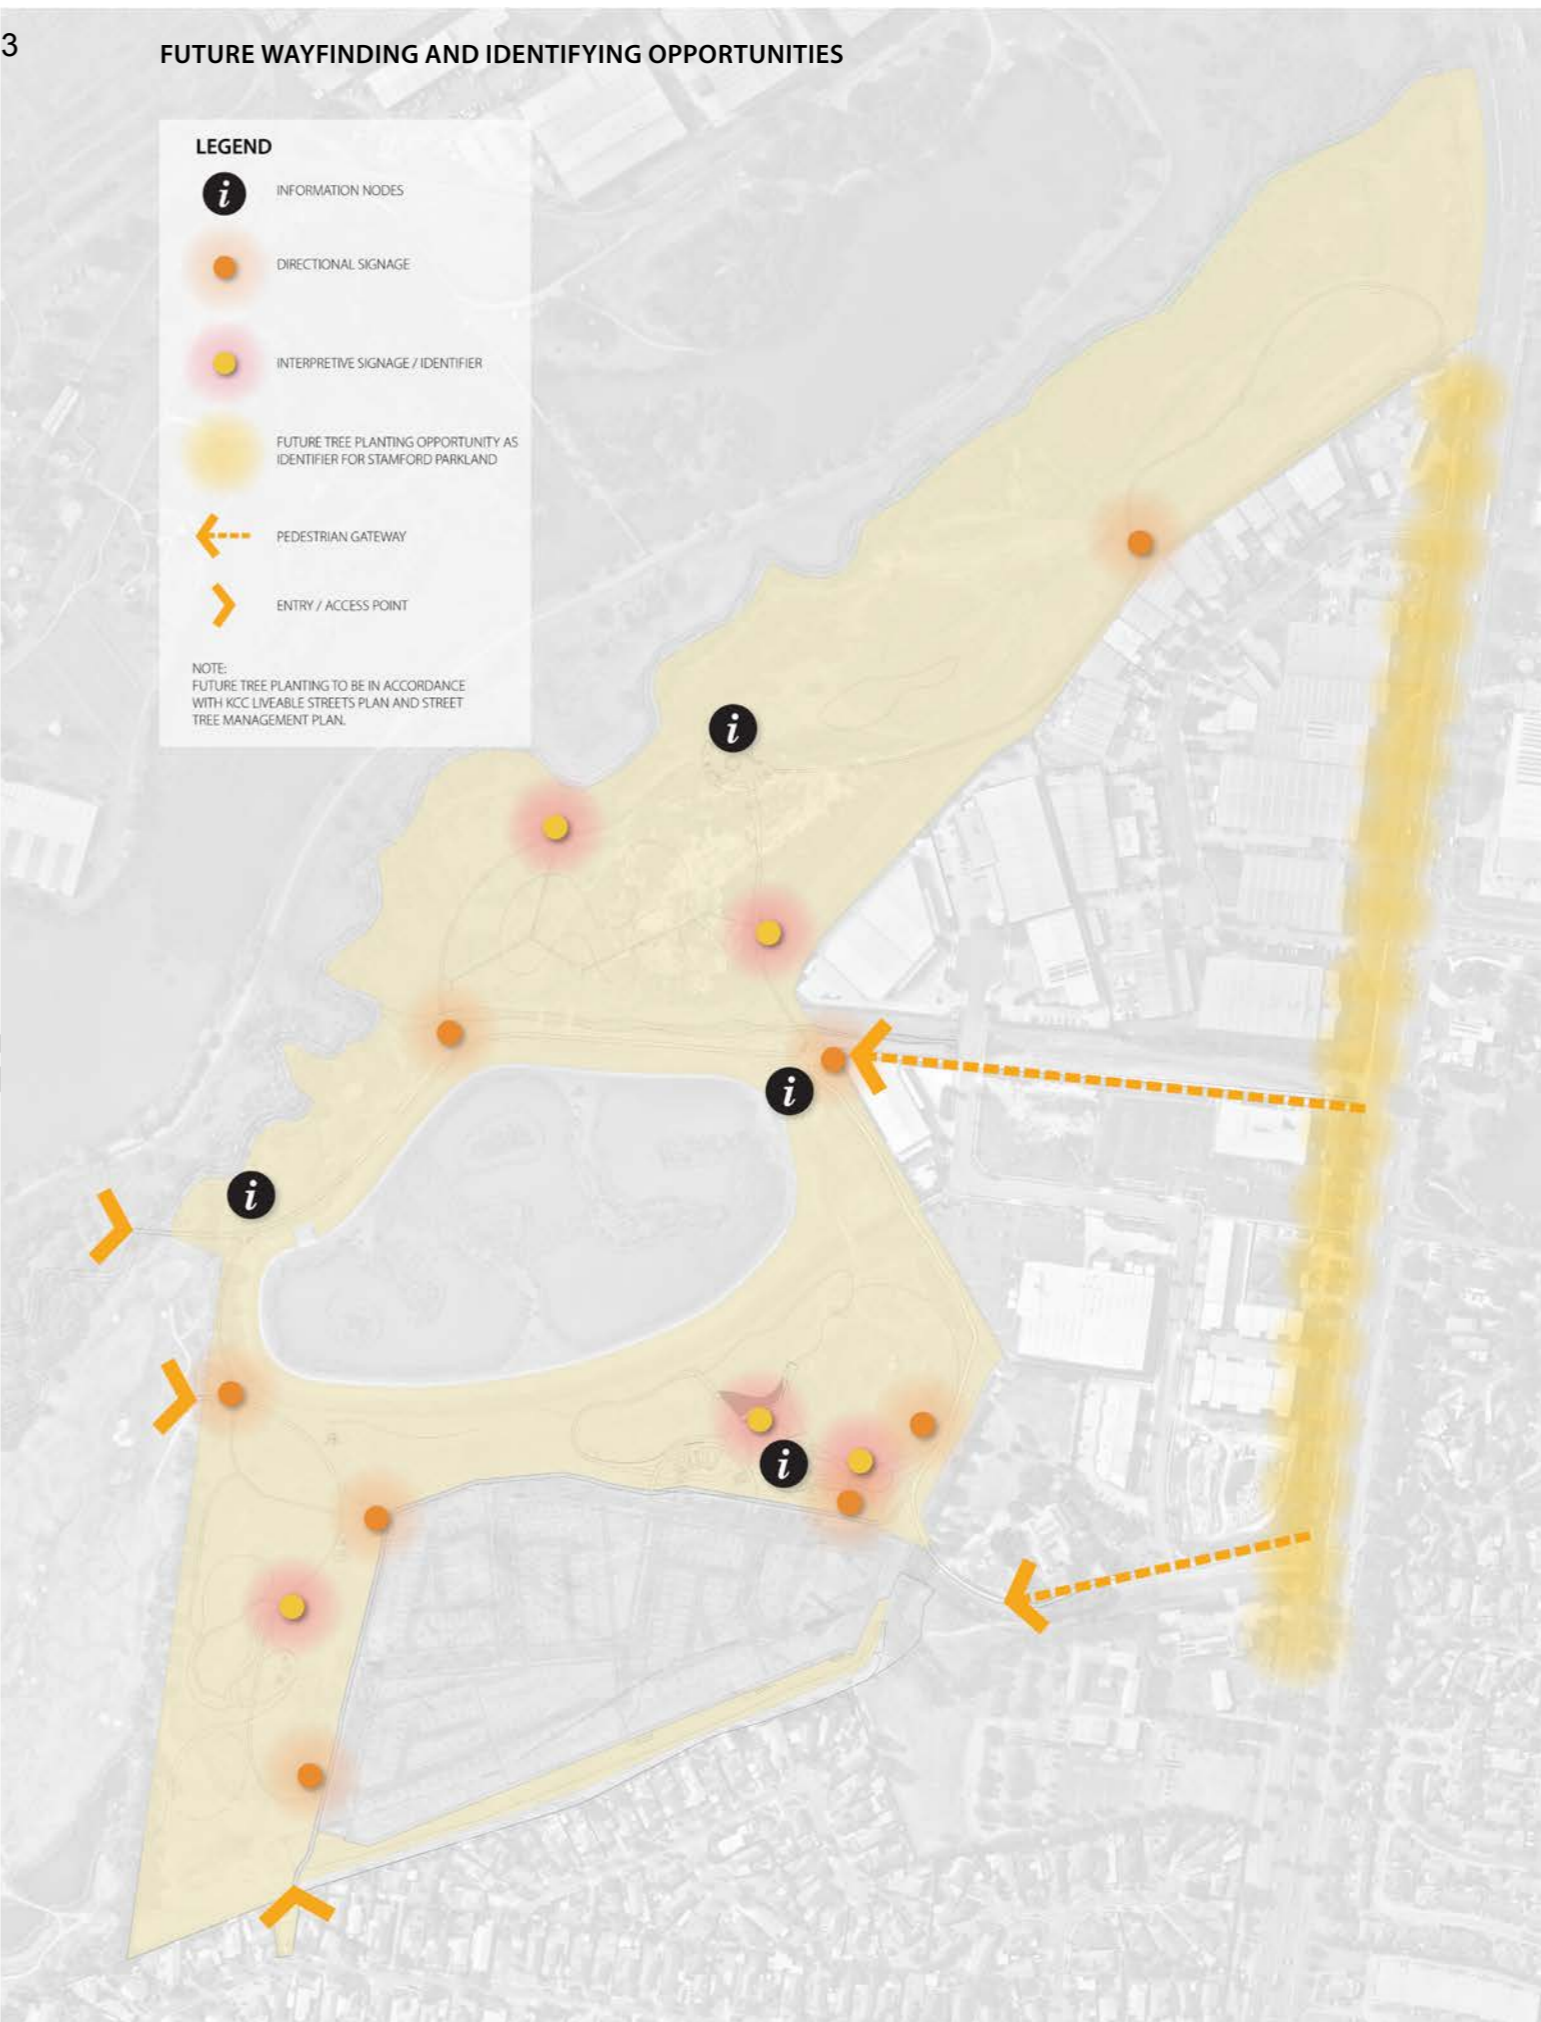 3
FUTURE WAYFINDING AND IDENTIFYING OPPORTUNITIES
LEGEND
i
INFORMATION NODES
DIRECTIONAL SIGNAGE
INTERPRETIVE SIGNAGE / IDENTIFIER
FUTURE TREE PLANTING OPPORTUNITY AS
IDENTIFIER FOR STAMFORD PARKLAND
PEDESTRIAN GATEWAY
ENTRY / ACCESS POINT
NOTE:
FUTURE TREE PLANTING TO BE IN ACCORDANCE
WITH KCC LIVEABLE STREETS PLAN AND STREET
TREE MANAGEMENT PLAN.
i
i
i
i